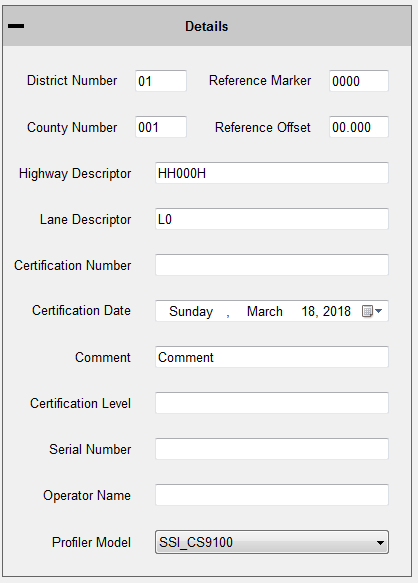 Details
District Number 01 Reference Marker 0000
County Number 001 Reference Offset 00.000
Highway Descriptor HH000H
Lane Descriptor L0
Certification Number
Certification Date Sunday , March 18, 2018
Comment Comment
Certification Level
Serial Number
Operator Name
Profiler Model SSI_CS9100